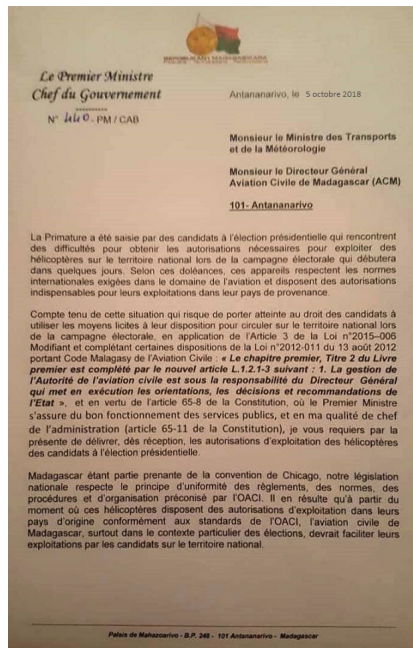 REPOBLIKAN'I MADAGASIKARA
Le Premier Ministre
Chef du Gouvernement
N° 440. PM / CAB
Antananarivo, le 5 octobre 2018
Monsieur le Ministre des Transports
et de la Météorologie
Monsieur le Directeur Général
Aviation Civile de Madagascar (ACM)
101- Antananarivo
La Primature a été saisie par des candidats à l'élection présidentielle qui rencontrent
des difficultés pour obtenir les autorisations nécessaires pour exploiter des
hélicoptères sur le territoire national lors de la campagne électorale qui débutera
dans quelques jours. Selon ces doléances, ces appareils respectent les normes
internationales exigées dans le domaine de l'aviation et disposent des autorisations
indispensables pour leurs exploitations dans leur pays de provenance.
Compte tenu de cette situation qui risque de porter atteinte au droit des candidats à
utiliser les moyens licites à leur disposition pour circuler sur le territoire national lors
de la campagne électorale, en application de l'Article 3 de la Loi n°2015–006
Modifiant et complétant certaines dispositions de la Loi n°2012-011 du 13 août 2012
portant Code Malagasy de l'Aviation Civile : « Le chapitre premier, Titre 2 du Livre
premier est complété par le nouvel article L.1.2.1-3 suivant : 1. La gestion de
l'Autorité de l'aviation civile est sous la responsabilité du Directeur Général
qui met en exécution les orientations, les décisions et recommandations de
l'Etat », et en vertu de l'article 65-8 de la Constitution, où le Premier Ministre
s'assure du bon fonctionnement des services publics, et en ma qualité de chef
de l'administration (article 65-11 de la Constitution), je vous requiers par la
présente de délivrer, dès réception, les autorisations d'exploitation des hélicoptères
des candidats à l'élection présidentielle.
Madagascar étant partie prenante de la convention de Chicago, notre législation
nationale respecte le principe d'uniformité des règlements, des normes, des
procédures et d'organisation préconisé par l'OACI. Il en résulte qu'à partir du
moment où ces hélicoptères disposent des autorisations d'exploitation dans leurs
pays d'origine conformément aux standards de l'OACI, l'aviation civile de
Madagascar, surtout dans le contexte particulier des élections, devrait faciliter leurs
exploitations par les candidats sur le territoire national.
Palais de Mahazoarivo - B.P. 248 - 101 Antananarivo - Madagascar